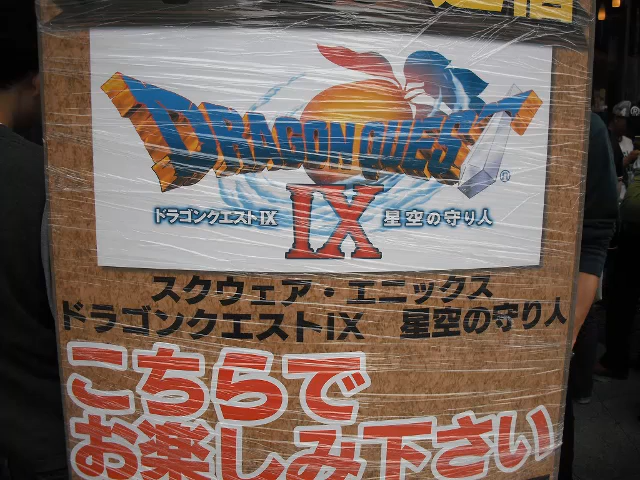 DRAGON QUEST
ドラゴンクエストIX 星空の守り人
IX
スクウェア・エニックス
ドラゴンクエストIX 星空の守り人
こちらで
お楽しみ下さい